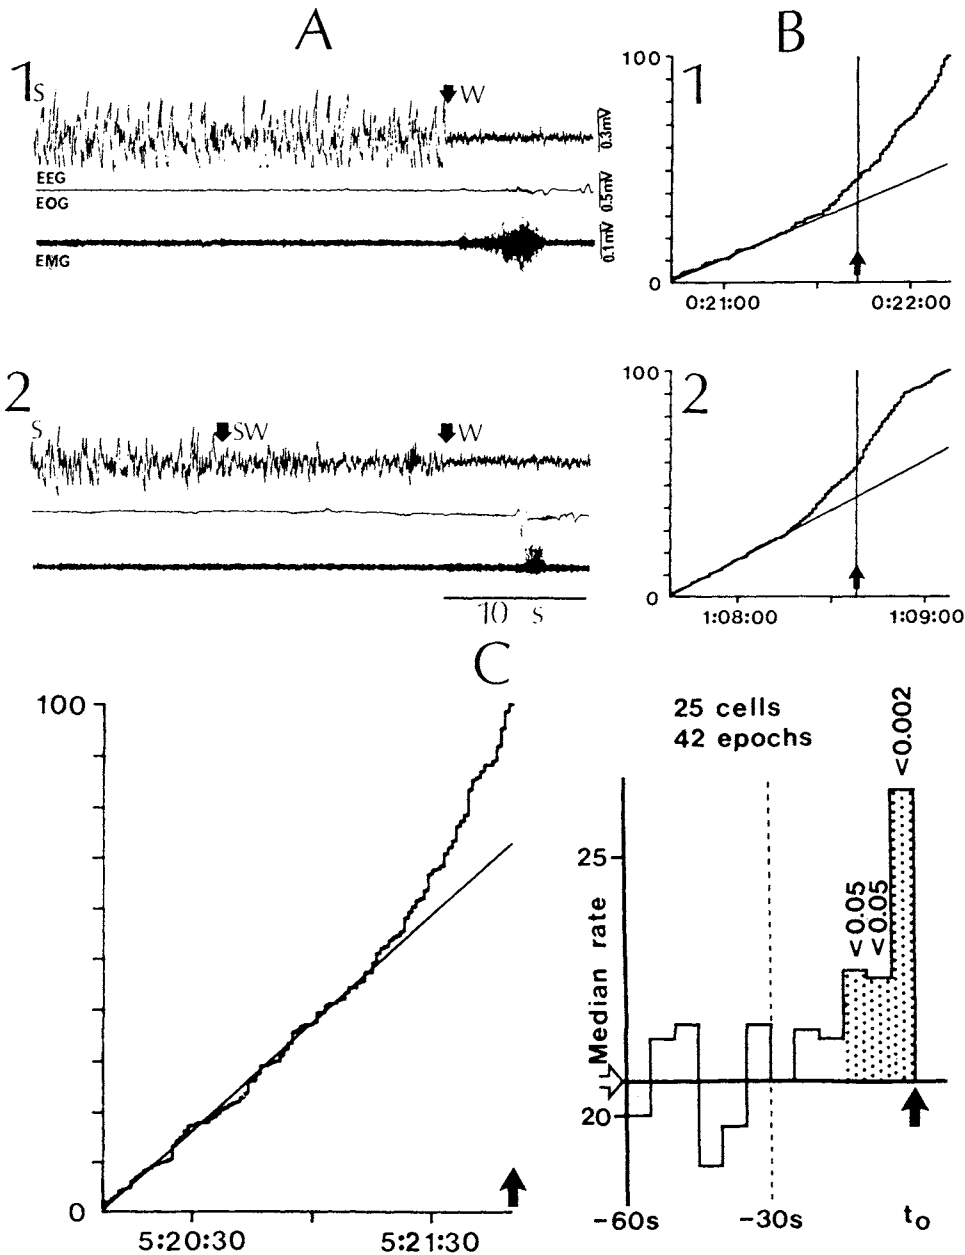 A
1
S
W
0.3mV
EEG
0.5mV
EOG
0.1mV
EMG
2
S
SW
W
10 s
B
100
1
0
0:21:00
0:22:00
100
2
0
1:08:00
1:09:00
C
100
0
5:20:30
5:21:30
25 cells
42 epochs
<0.002
<0.05
<0.05
25
Median rate
20
-60s
-30s
to